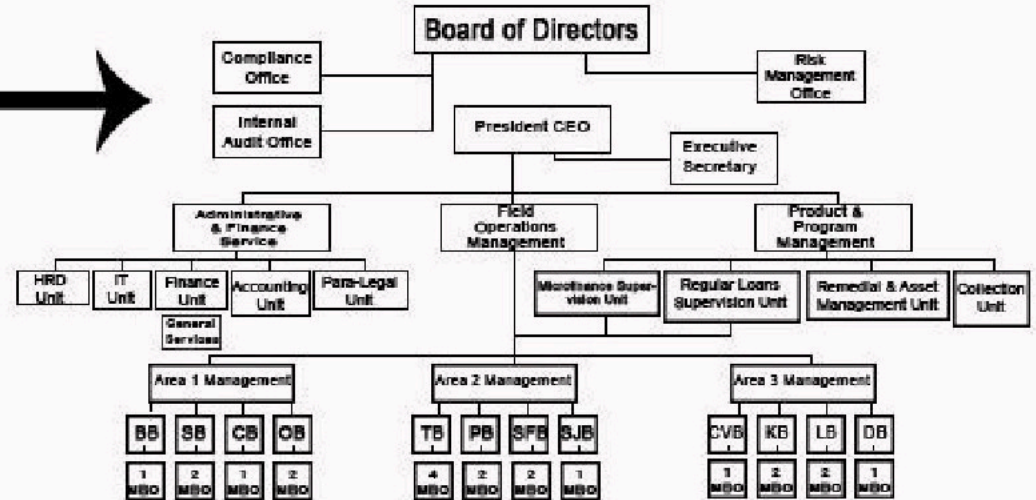 Board of Directors
Compliance
Office
Risk
Management
Office
Internal
Audit Office
President CEO
Executive
Secretary
Administrative
& Finance
Service
Field
Operations
Management
Product &
Program
Management
HRD
Unit
IT
Unit
Finance
Unit
Accounting
Unit
Para-Legal
Unit
Microfinance Super-
vision Unit
Regular Loans
Supervision Unit
Remedial & Asset
Management Unit
Collection
Unit
General
Services
Area 1 Management
Area 2 Management
Area 3 Management
BB
SB
CB
OB
TB
PB
SFB
SJB
CVB
KB
LB
DB
1
MBO
2
MBO
1
MBO
2
MBO
4
MBO
2
MBO
2
MBO
1
MBO
1
MBO
2
MBO
2
MBO
1
MBO